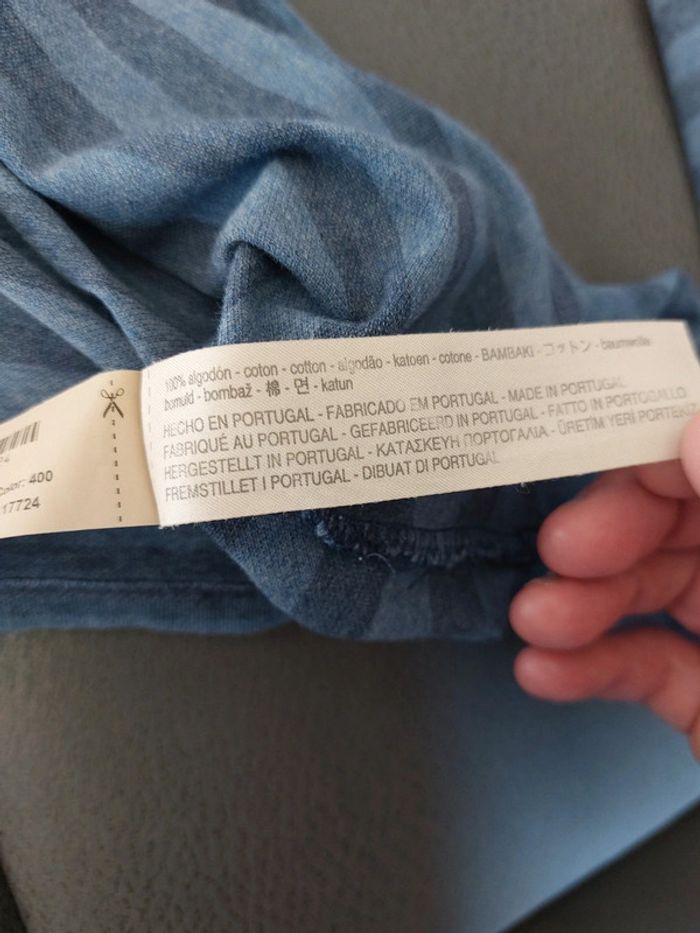 100% algodón - coton - cotton - algodão - katoen - cotone - BAMBAKI - コットン - baumwolle
bomuld - bombaž - 棉 - 면 - katun
HECHO EN PORTUGAL - FABRICADO EM PORTUGAL - MADE IN PORTUGAL
FABRIQUÉ AU PORTUGAL - GEFABRICEERD IN PORTUGAL - FATTO IN PORTOGALLO
HERGESTELLT IN PORTUGAL - ΚΑΤΑΣΚΕΥΗ ΠΟΡΤΟΓΑΛΙΑ - ÜRETİM YERİ PORTEKİZ
FREMSTILLET I PORTUGAL - DIBUAT DI PORTUGAL
Color: 400
17724